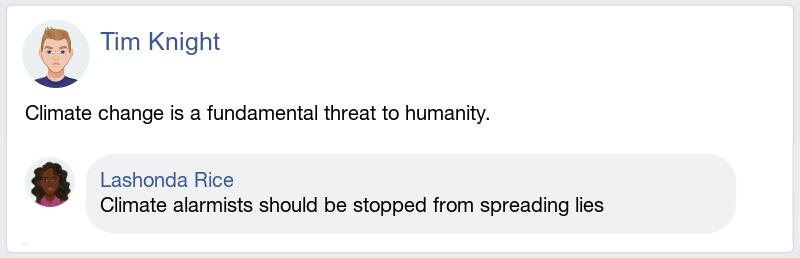 Tim Knight
Climate change is a fundamental threat to humanity.
Lashonda Rice
Climate alarmists should be stopped from spreading lies